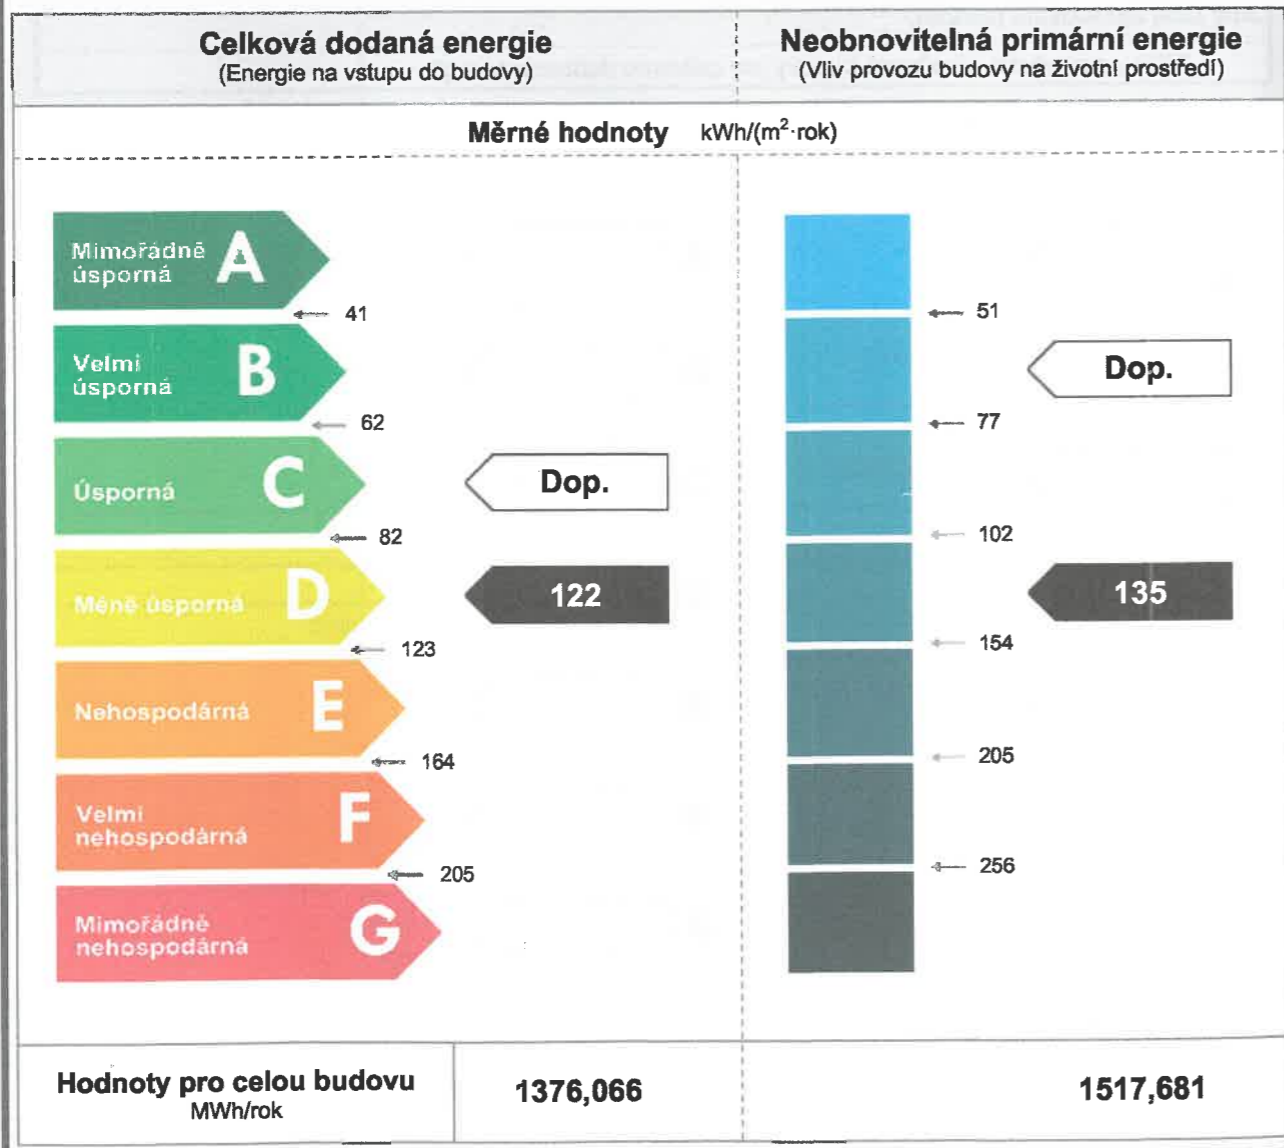 Celková dodaná energie
(Energie na vstupu do budovy)
Neobnovitelná primární energie
(Vliv provozu budovy na životní prostředí)
Měrné hodnoty kWh/(m²·rok)
Mimořádně
úsporná
A
41
51
Velmi
úsporná
B
Dop.
62
77
Úsporná
C
Dop.
82
102
Méně úsporná
D
122
135
123
154
Nehospodárná
E
164
205
Velmi
nehospodárná
F
205
256
Mimořádně
nehospodárná
G
Hodnoty pro celou budovu
MWh/rok
1376,066
1517,681